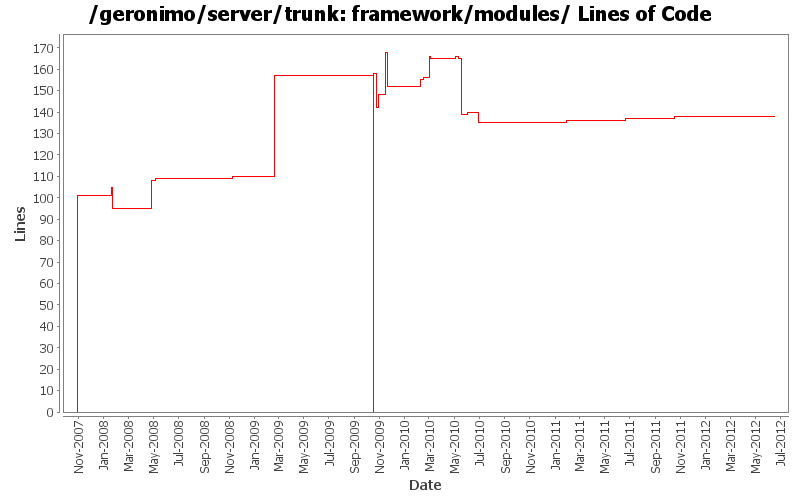 /geronimo/server/trunk: framework/modules/ Lines of Code
Lines
170
160
150
140
130
120
110
100
90
80
70
60
50
40
30
20
10
0
Nov-2007
Jan-2008
Mar-2008
May-2008
Jul-2008
Sep-2008
Nov-2008
Jan-2009
Mar-2009
May-2009
Jul-2009
Sep-2009
Nov-2009
Jan-2010
Mar-2010
May-2010
Jul-2010
Sep-2010
Nov-2010
Jan-2011
Mar-2011
May-2011
Jul-2011
Sep-2011
Nov-2011
Jan-2012
Mar-2012
May-2012
Jul-2012
Date